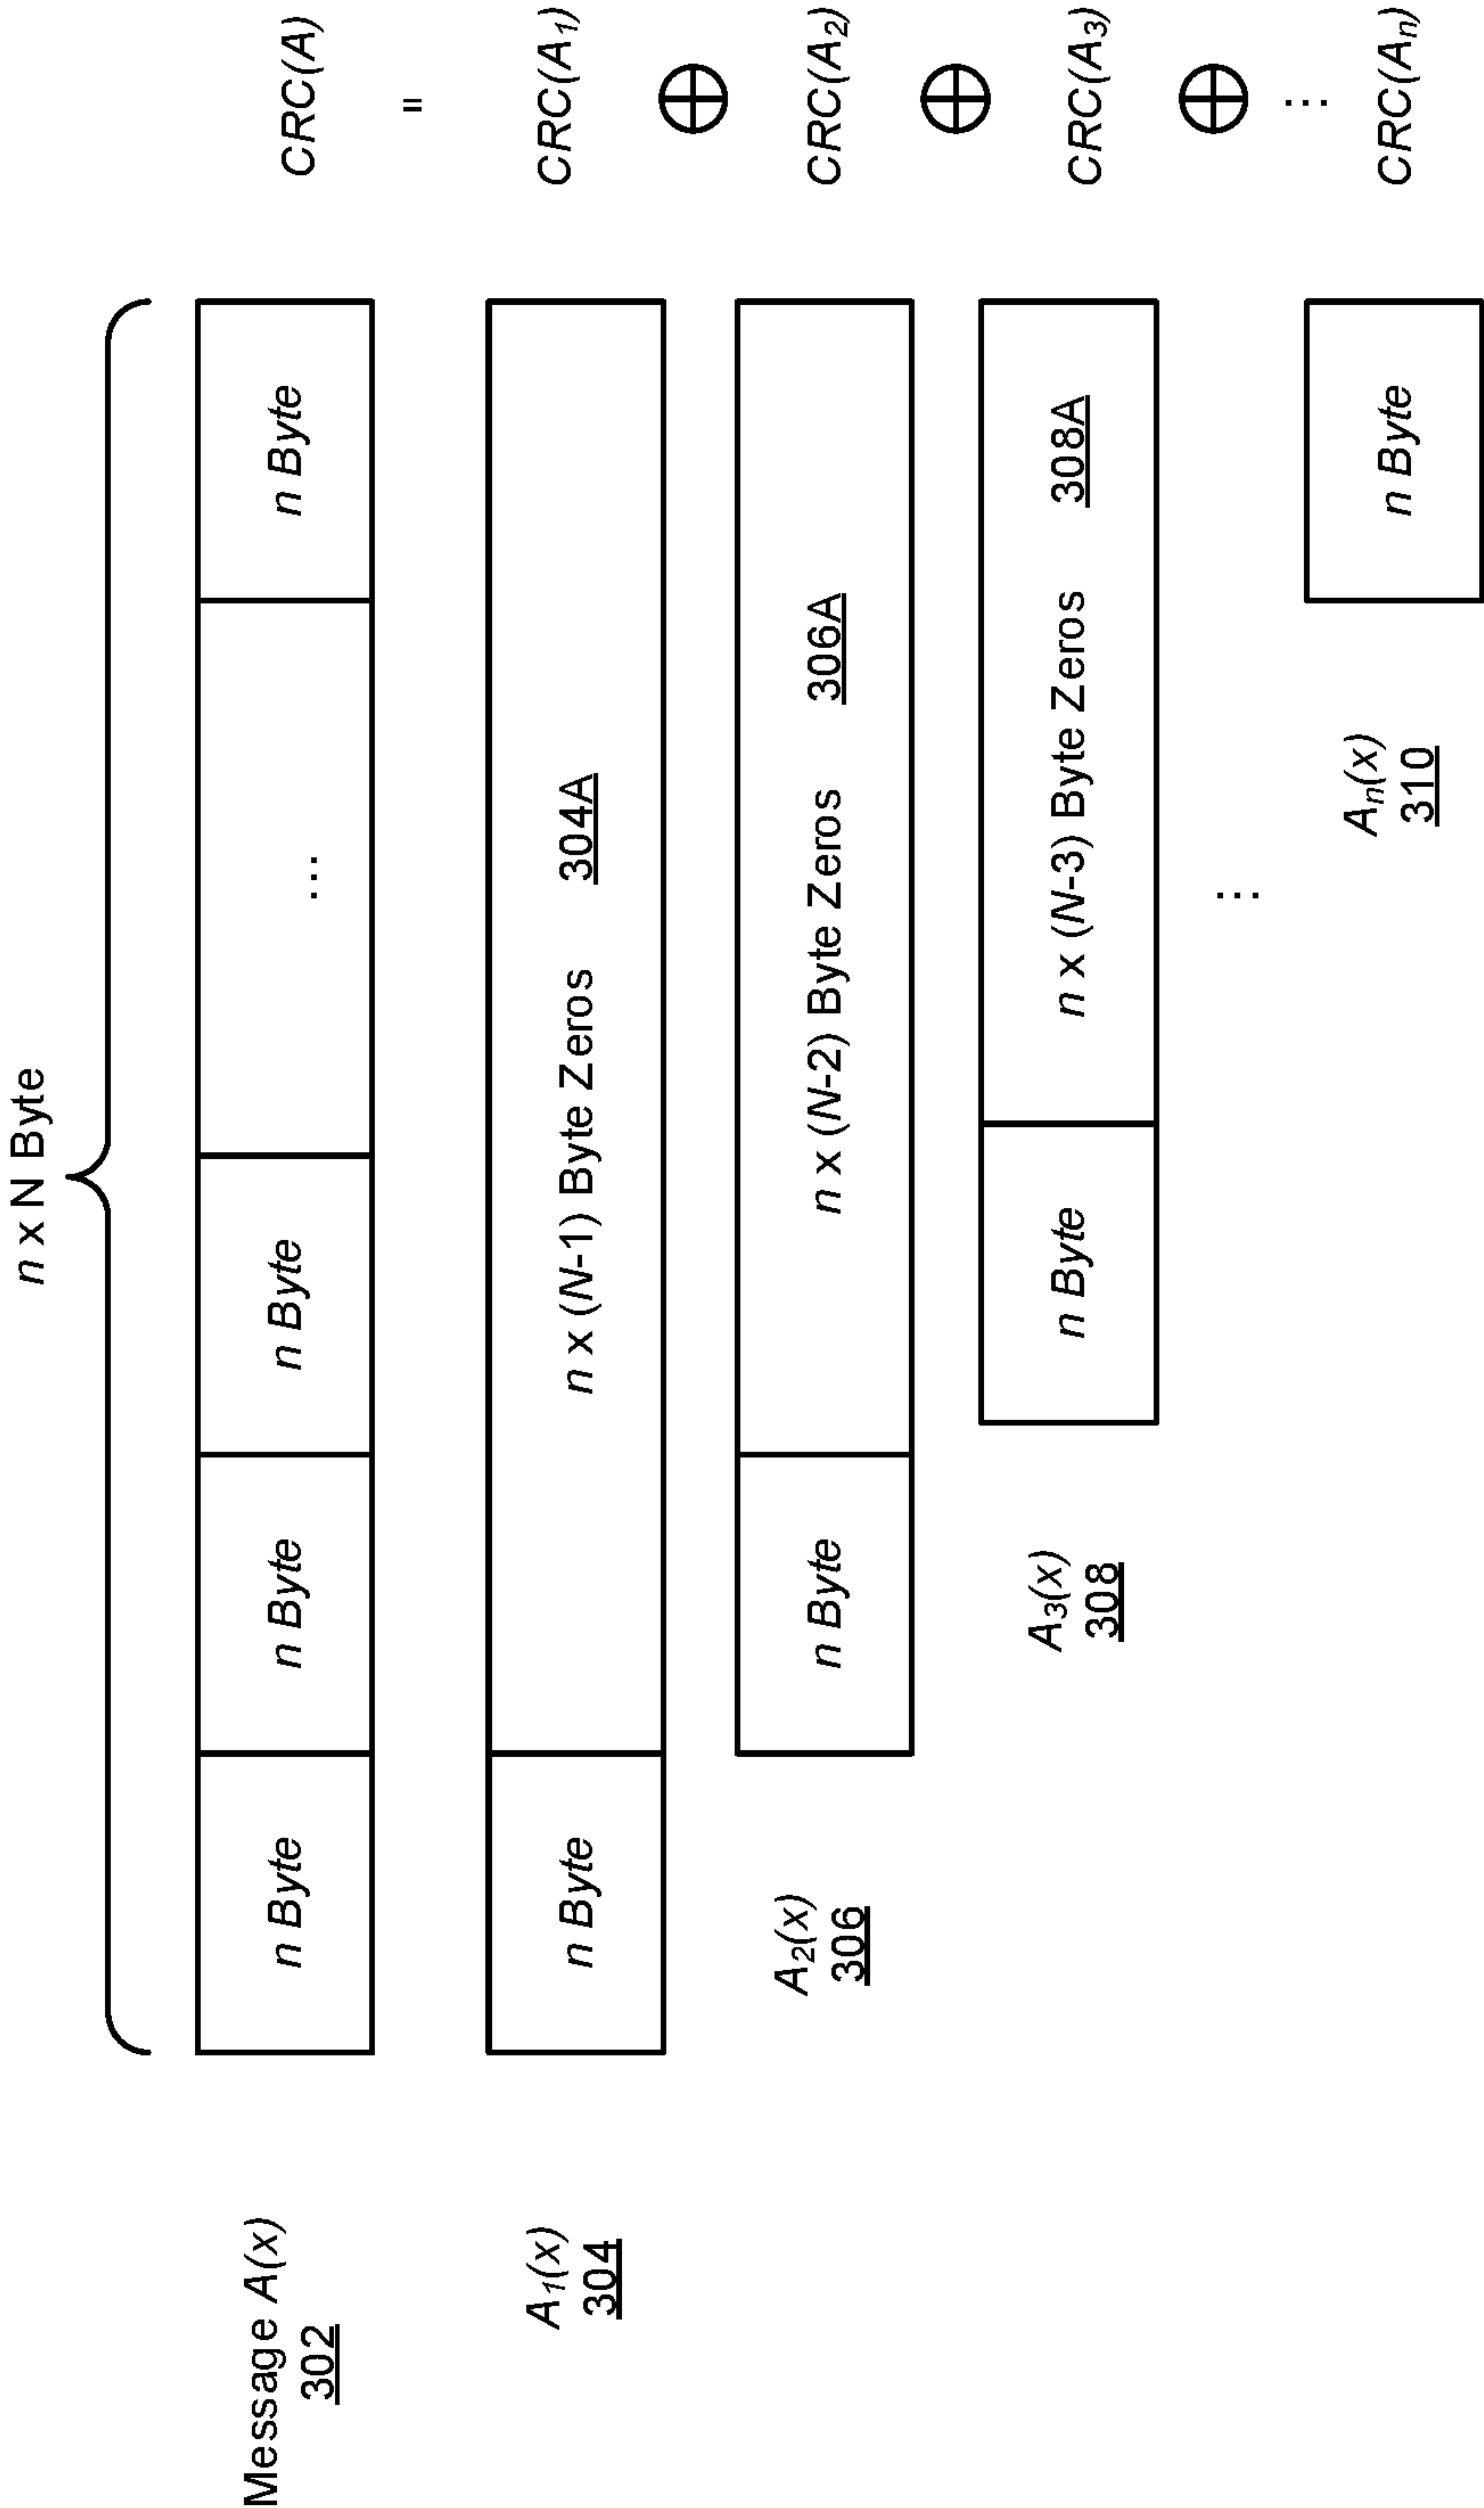 n x N Byte
Message A(x)
302
n Byte
n Byte
n Byte
...
n Byte
CRC(A)
=
A1(x)
304
n Byte
n x (N-1) Byte Zeros 304A
CRC(A1)
⊕
A2(x)
306
n Byte
n x (N-2) Byte Zeros 306A
CRC(A2)
⊕
A3(x)
308
n Byte
n x (N-3) Byte Zeros 308A
CRC(A3)
⊕
...
...
An(x)
310
n Byte
CRC(An)